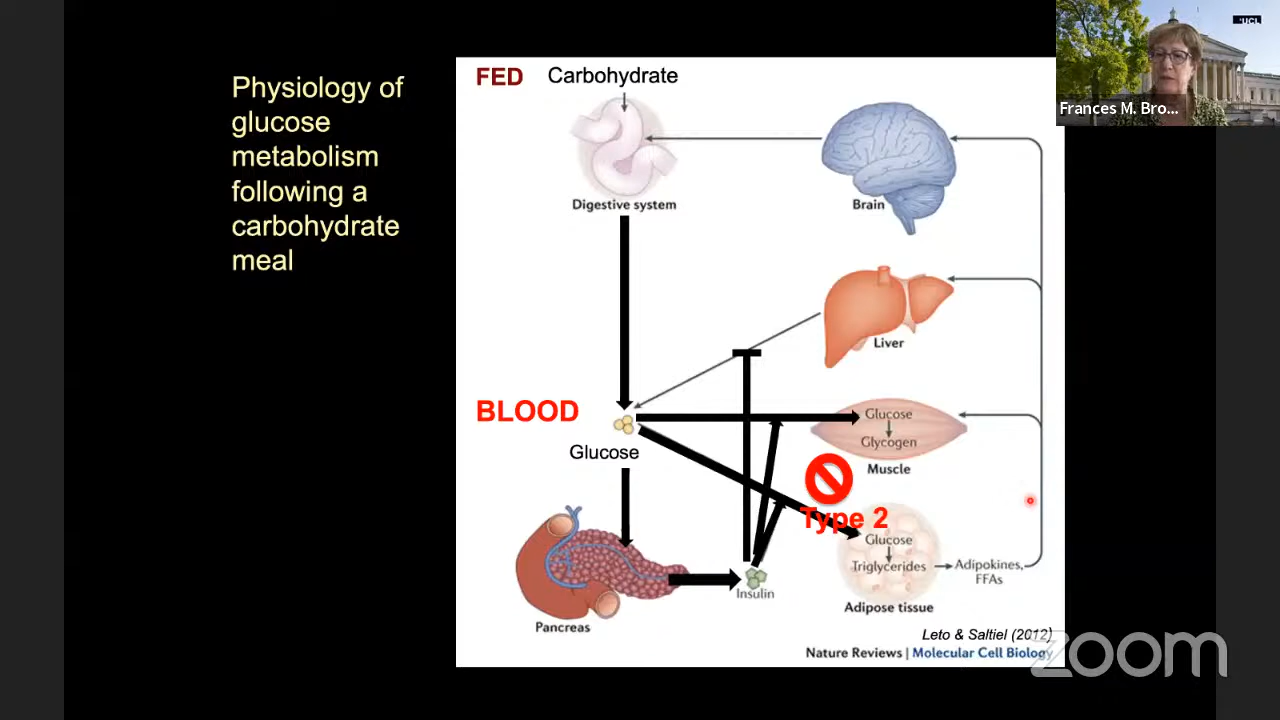 Physiology of
glucose
metabolism
following a
carbohydrate
meal
FED
Carbohydrate
Digestive system
Brain
Liver
BLOOD
Glucose
Glucose
Glycogen
Muscle
Type 2
Glucose
Triglycerides
Adipokines,
FFAs
Adipose tissue
Insulin
Pancreas
Leto & Saltiel (2012)
Nature Reviews | Molecular Cell Biology
UCL
Frances M. Bro...
zoom